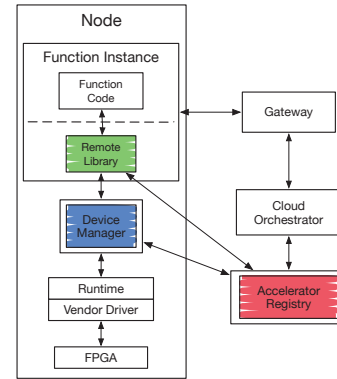 Node
Function Instance
Function
Code
Remote
Library
Device
Manager
Runtime
Vendor Driver
FPGA
Gateway
Cloud
Orchestrator
Accelerator
Registry